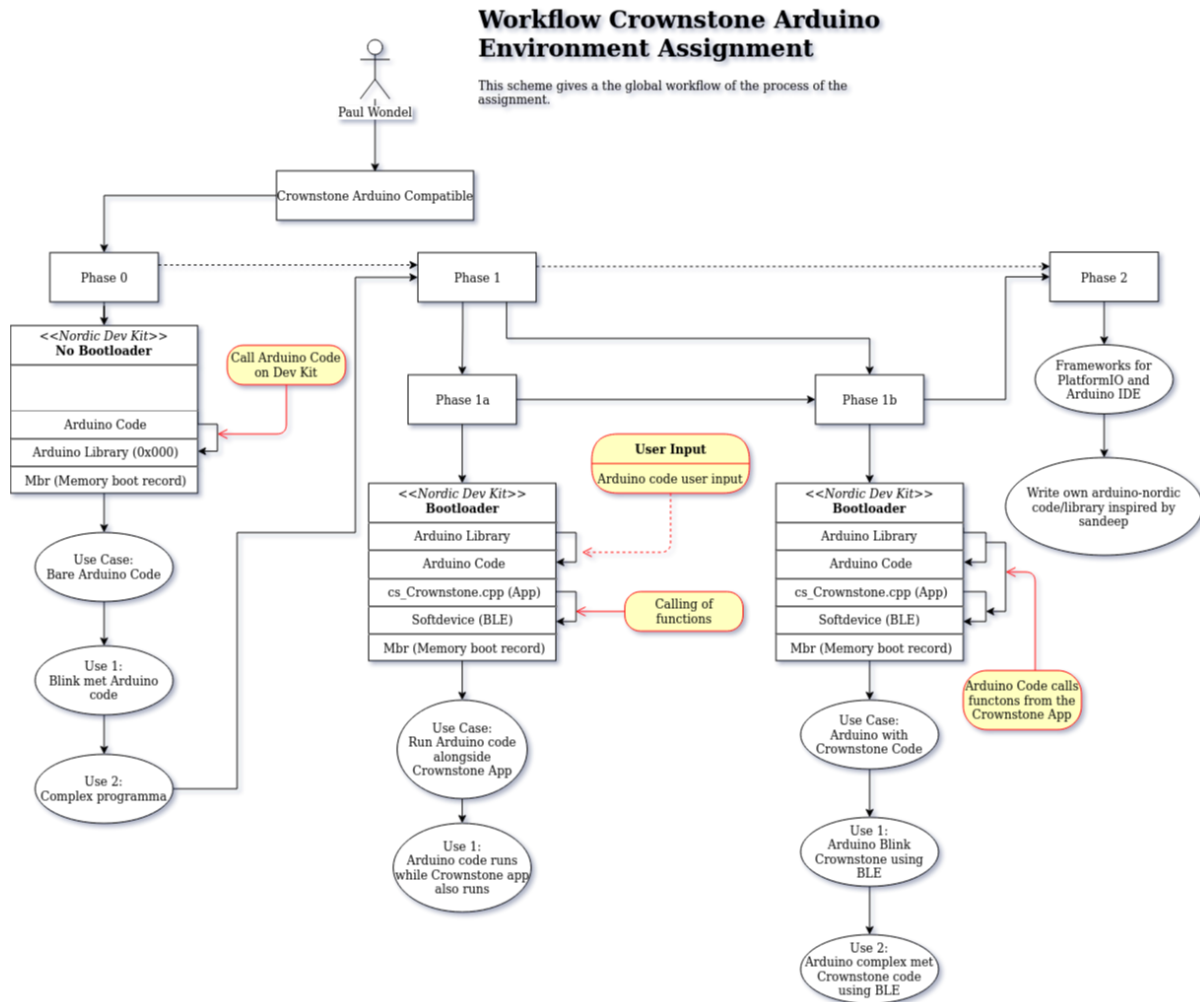 Workflow Crownstone Arduino
Environment Assignment
This scheme gives a the global workflow of the process of the
assignment.
Paul Wondel
Crownstone Arduino Compatible
Phase 0
Phase 1
Phase 2
<<Nordic Dev Kit>>
No Bootloader
Arduino Code
Arduino Library (0x000)
Mbr (Memory boot record)
Call Arduino Code
on Dev Kit
Use Case:
Bare Arduino Code
Use 1:
Blink met Arduino
code
Use 2:
Complex programma
Phase 1a
Phase 1b
<<Nordic Dev Kit>>
Bootloader
Arduino Library
Arduino Code
cs_Crownstone.cpp (App)
Softdevice (BLE)
Mbr (Memory boot record)
User Input
Arduino code user input
Calling of
functions
Use Case:
Run Arduino code
alongside
Crownstone App
Use 1:
Arduino code runs
while Crownstone app
also runs
<<Nordic Dev Kit>>
Bootloader
Arduino Library
Arduino Code
cs_Crownstone.cpp (App)
Softdevice (BLE)
Mbr (Memory boot record)
Arduino Code calls
functons from the
Crownstone App
Use Case:
Arduino with
Crownstone Code
Use 1:
Arduino Blink
Crownstone using
BLE
Use 2:
Arduino complex met
Crownstone code
using BLE
Frameworks for
PlatformIO and
Arduino IDE
Write own arduino-nordic
code/library inspired by
sandeep